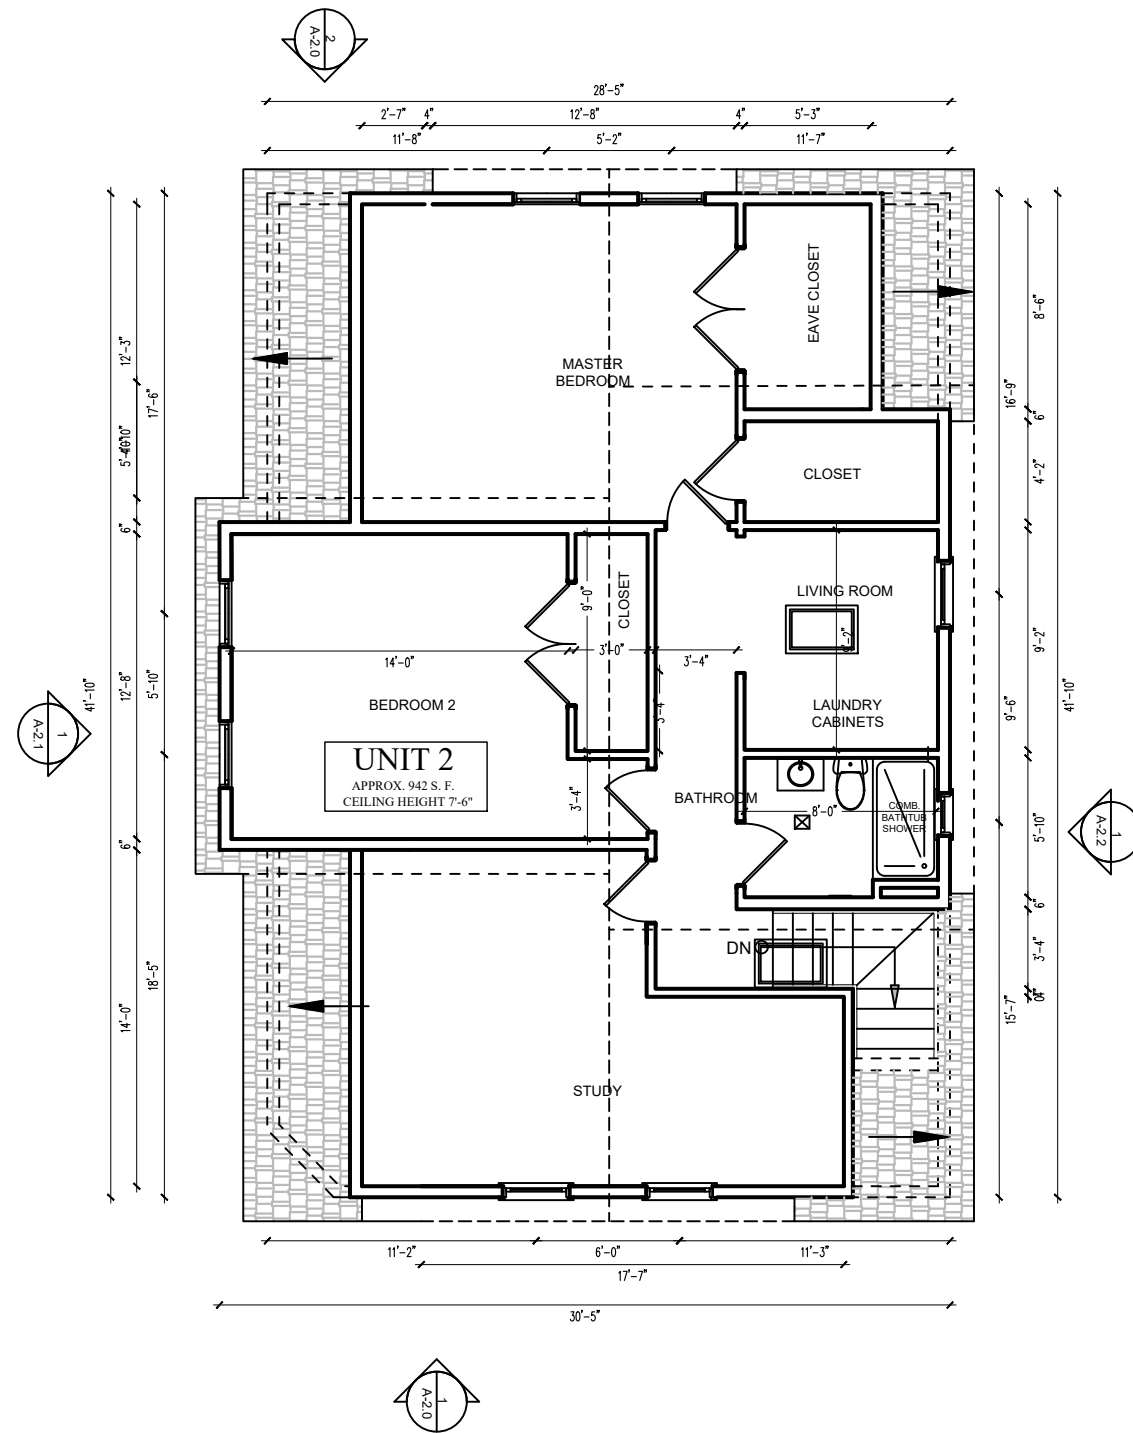 2
A-2.0
28'-5"
2'-7"
4"
12'-8"
4"
5'-3"
11'-8"
5'-2"
11'-7"
EAVE CLOSET
MASTER
BEDROOM
CLOSET
12'-3"
17'-6"
6"
41'-10"
12'-8"
5'-10"
6"
14'-0"
18'-5"
8'-6"
16'-9"
6"
4'-2"
9'-2"
9'-6"
41'-10"
5'-10"
6"
3'-4"
15'-7"
LIVING ROOM
CLOSET
9'-0"
14'-0"
3'-0"
3'-4"
9'-2"
3'-4"
BEDROOM 2
LAUNDRY
CABINETS
UNIT 2
APPROX. 942 S. F.
CEILING HEIGHT 7'-6"
3'-4"
BATHROOM
8'-0"
COMB.
BATHTUB
SHOWER
1
A-2.1
1
A-2.2
DN
STUDY
11'-2"
6'-0"
11'-3"
17'-7"
30'-5"
1
A-2.0